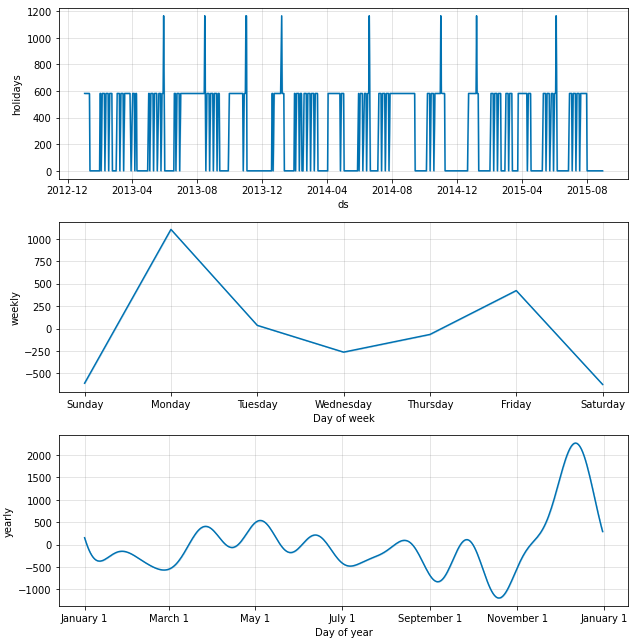 1200
1000
800
600
400
200
0
holidays
2012-12 2013-04 2013-08 2013-12 2014-04 2014-08 2014-12 2015-04 2015-08
ds
1000
750
500
250
0
−250
−500
weekly
Sunday Monday Tuesday Wednesday Thursday Friday Saturday
Day of week
2000
1500
1000
500
0
−500
−1000
yearly
January 1 March 1 May 1 July 1 September 1 November 1 January 1
Day of year